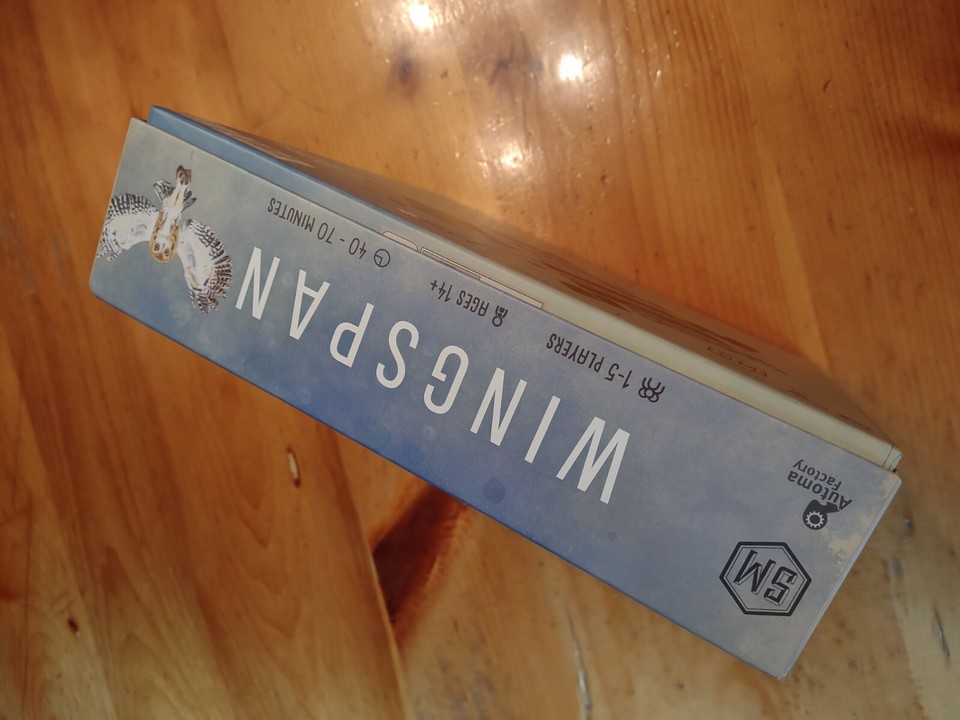 SM
WINGSPAN
Automa
Factory
1-5 PLAYERS
AGES 14+
40 - 70 MINUTES